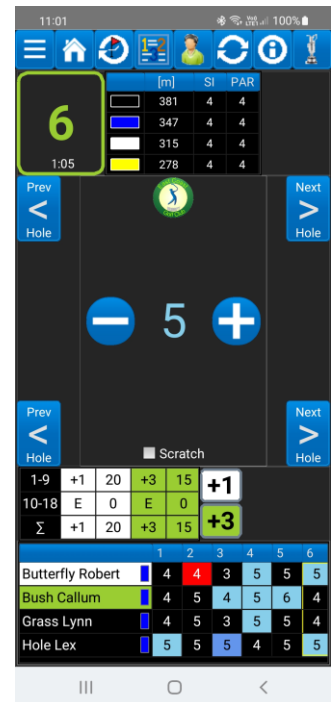 11:01 100%
[m] SI PAR
6 381 4 4
347 4 4
315 4 4
1:05 278 4 4
Prev Next
< >
Hole Hole
− 5 +
Prev Next
< >
Hole Scratch Hole
1-9 +1 20 +3 15 +1
10-18 E 0 E 0
Σ +1 20 +3 15 +3
1 2 3 4 5 6
Butterfly Robert 4 4 3 5 5 5
Bush Callum 4 5 4 5 6 4
Grass Lynn 4 5 3 5 5 4
Hole Lex 5 5 5 4 5 5